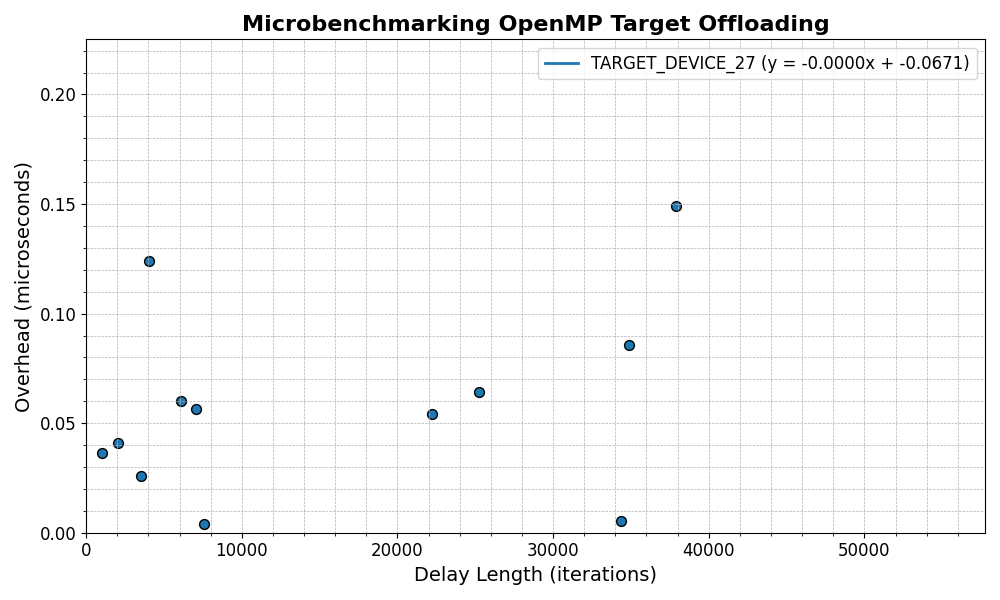 Microbenchmarking OpenMP Target Offloading
TARGET_DEVICE_27 (y = -0.0000x + -0.0671)
Overhead (microseconds)
0.20
0.15
0.10
0.05
0.00
0 10000 20000 30000 40000 50000
Delay Length (iterations)